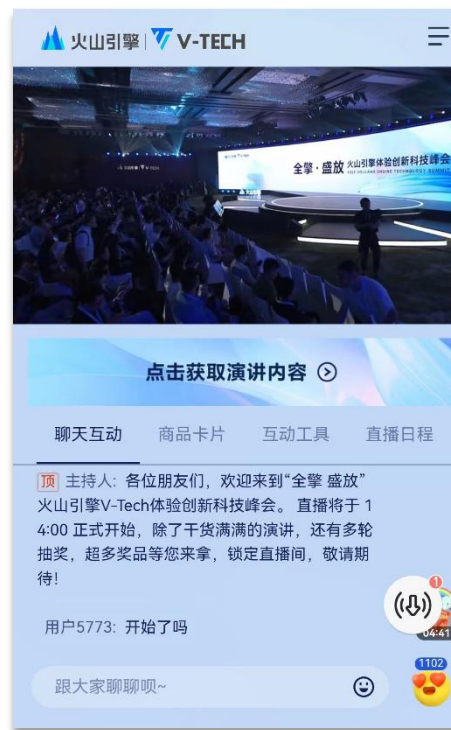 火山引擎 | V-TECH
全擎·盛放 火山引擎体验创新科技峰会
点击获取演讲内容
聊天互动 商品卡片 互动工具 直播日程
顶 主持人: 各位朋友们，欢迎来到“全擎 盛放”
火山引擎V-Tech体验创新科技峰会。 直播将于 1
4:00 正式开始，除了干货满满的演讲，还有多轮
抽奖，超多奖品等您来拿，锁定直播间，敬请期
待!
1
04:41
用户5773: 开始了吗
1102
跟大家聊聊呗~